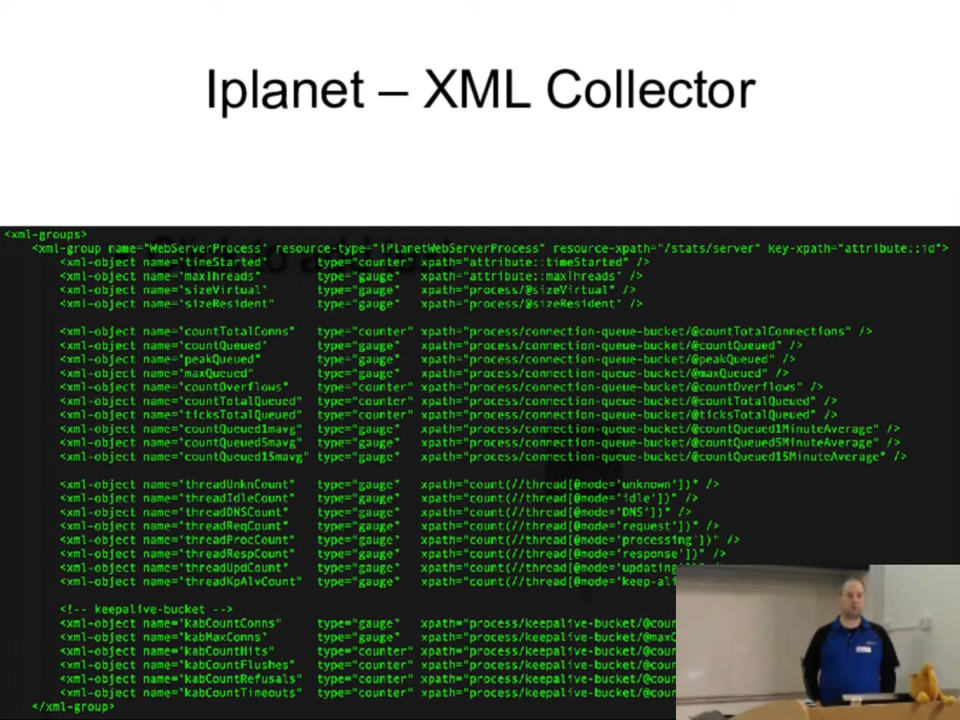 Iplanet – XML Collector
<xml-groups>
<xml-group name="WebServerProcess" resource-type="iPlanetWebServerProcess" resource-xpath="/stats/server" key-xpath="attribute::id">
<xml-object name="timeStarted" type="counter" xpath="attribute::timeStarted" />
<xml-object name="maxThreads" type="gauge" xpath="attribute::maxThreads" />
<xml-object name="sizeVirtual" type="gauge" xpath="process/@sizeVirtual" />
<xml-object name="sizeResident" type="gauge" xpath="process/@sizeResident" />
<xml-object name="countTotalConns" type="counter" xpath="process/connection-queue-bucket/@countTotalConnections" />
<xml-object name="countQueued" type="gauge" xpath="process/connection-queue-bucket/@countQueued" />
<xml-object name="peakQueued" type="gauge" xpath="process/connection-queue-bucket/@peakQueued" />
<xml-object name="maxQueued" type="gauge" xpath="process/connection-queue-bucket/@maxQueued" />
<xml-object name="countOverflows" type="counter" xpath="process/connection-queue-bucket/@countOverflows" />
<xml-object name="countTotalQueued" type="counter" xpath="process/connection-queue-bucket/@countTotalQueued" />
<xml-object name="ticksTotalQueued" type="counter" xpath="process/connection-queue-bucket/@ticksTotalQueued" />
<xml-object name="countQueued1mavg" type="gauge" xpath="process/connection-queue-bucket/@countQueued1MinuteAverage" />
<xml-object name="countQueued5mavg" type="gauge" xpath="process/connection-queue-bucket/@countQueued5MinuteAverage" />
<xml-object name="countQueued15mavg" type="gauge" xpath="process/connection-queue-bucket/@countQueued15MinuteAverage" />
<xml-object name="threadUnknCount" type="gauge" xpath="count(//thread[@mode='unknown'])" />
<xml-object name="threadIdleCount" type="gauge" xpath="count(//thread[@mode='idle'])" />
<xml-object name="threadDNSCount" type="gauge" xpath="count(//thread[@mode='DNS'])" />
<xml-object name="threadReqCount" type="gauge" xpath="count(//thread[@mode='request'])" />
<xml-object name="threadProcCount" type="gauge" xpath="count(//thread[@mode='processing'])" />
<xml-object name="threadRespCount" type="gauge" xpath="count(//thread[@mode='response'])" />
<xml-object name="threadUpdCount" type="gauge" xpath="count(//thread[@mode='updating
<xml-object name="threadKpAlvCount" type="gauge" xpath="count(//thread[@mode='keep-ali
<!-- keepalive-bucket -->
<xml-object name="kabCountConns" type="gauge" xpath="process/keepalive-bucket/@coun
<xml-object name="kabMaxConns" type="gauge" xpath="process/keepalive-bucket/@maxC
<xml-object name="kabCountHits" type="counter" xpath="process/keepalive-bucket/@coun
<xml-object name="kabCountFlushes" type="counter" xpath="process/keepalive-bucket/@coun
<xml-object name="kabCountRefusals" type="counter" xpath="process/keepalive-bucket/@coun
<xml-object name="kabCountTimeouts" type="counter" xpath="process/keepalive-bucket/@coun
</xml-group>